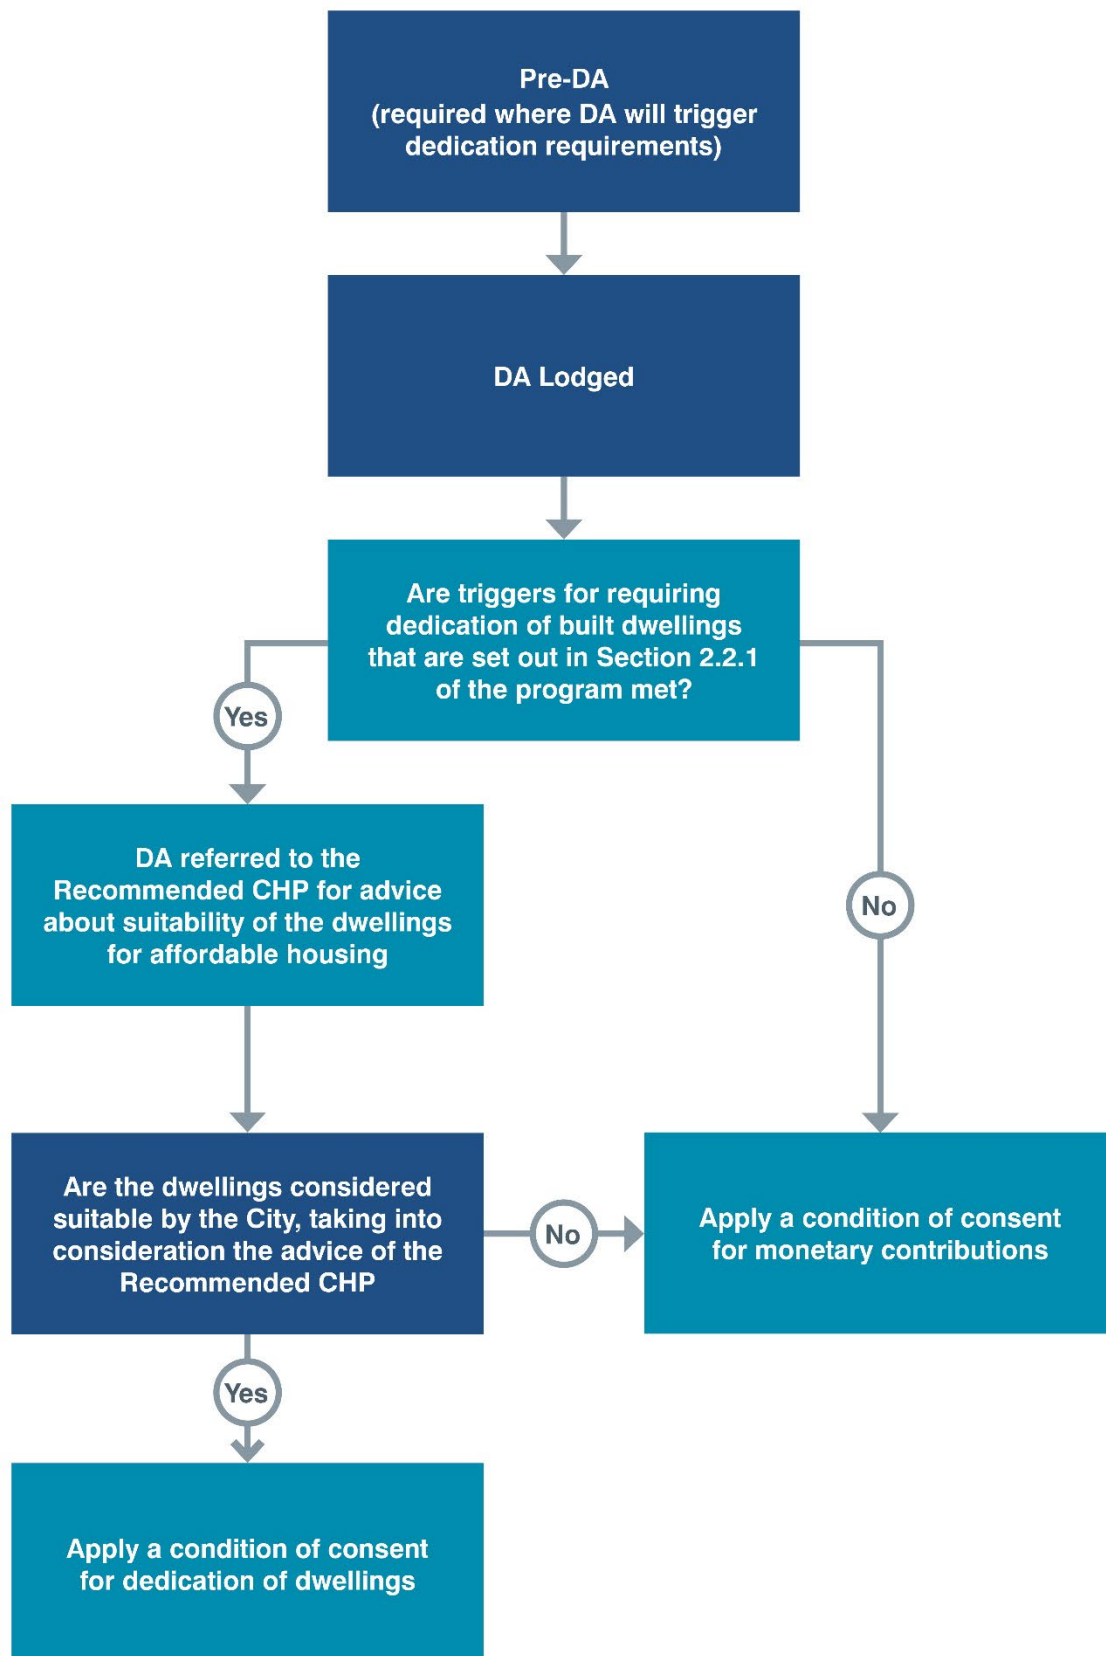 Pre-DA
(required where DA will trigger
dedication requirements)
DA Lodged
Are triggers for requiring
dedication of built dwellings
that are set out in Section 2.2.1
of the program met?
Yes
No
DA referred to the
Recommended CHP for advice
about suitability of the dwellings
for affordable housing
Are the dwellings considered
suitable by the City, taking into
consideration the advice of the
Recommended CHP
No
Apply a condition of consent
for monetary contributions
Yes
Apply a condition of consent
for dedication of dwellings